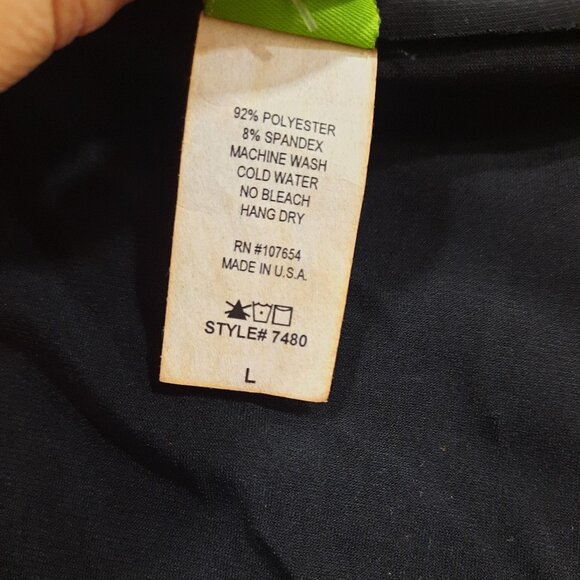 92% POLYESTER
8% SPANDEX
MACHINE WASH
COLD WATER
NO BLEACH
HANG DRY
RN #107654
MADE IN U.S.A.
STYLE# 7480
L